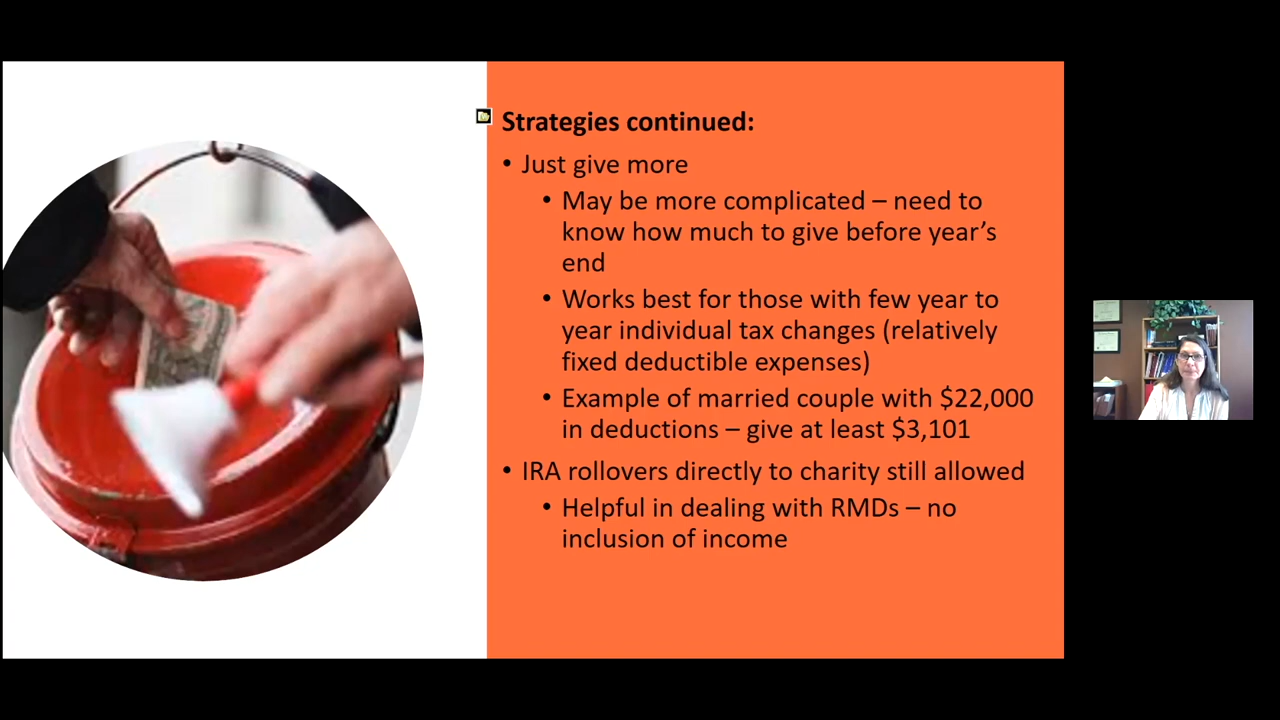 Strategies continued:
• Just give more
• May be more complicated – need to
know how much to give before year's
end
• Works best for those with few year to
year individual tax changes (relatively
fixed deductible expenses)
• Example of married couple with $22,000
in deductions – give at least $3,101
• IRA rollovers directly to charity still allowed
• Helpful in dealing with RMDs – no
inclusion of income